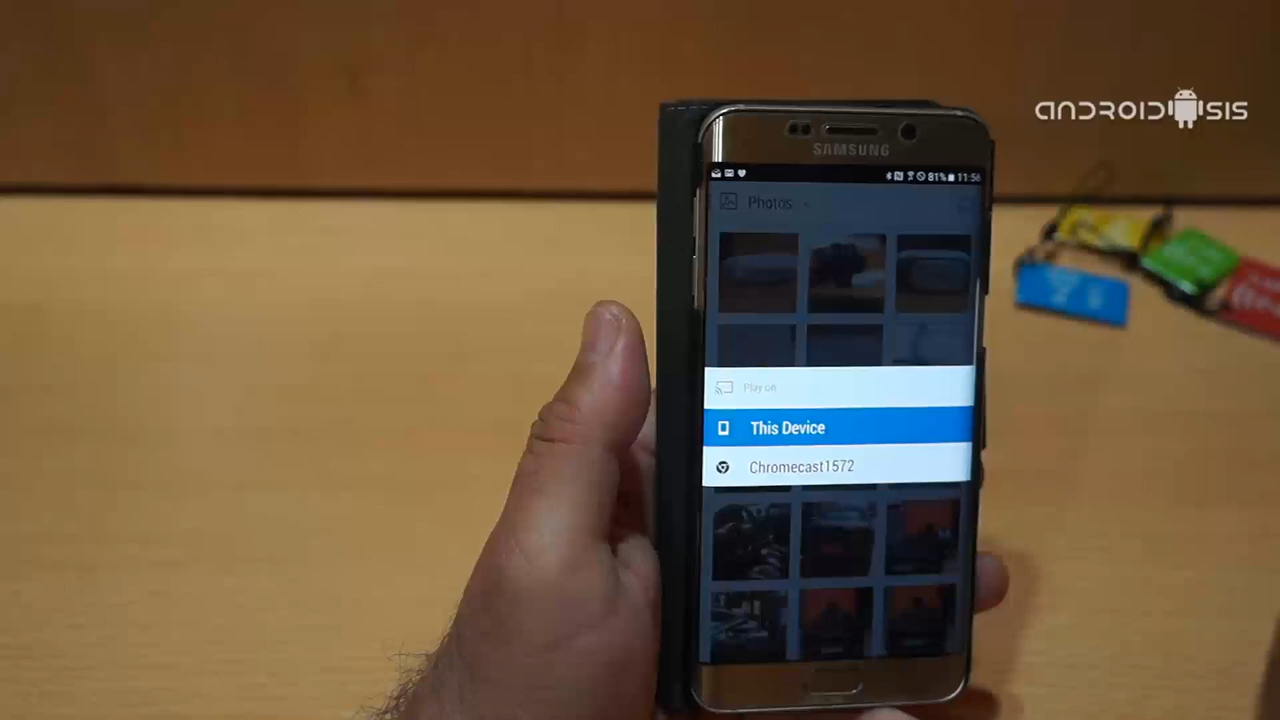 ANDROIDSIS
SAMSUNG
81% 11:56
Photos
Play on
This Device
Chromecast1572